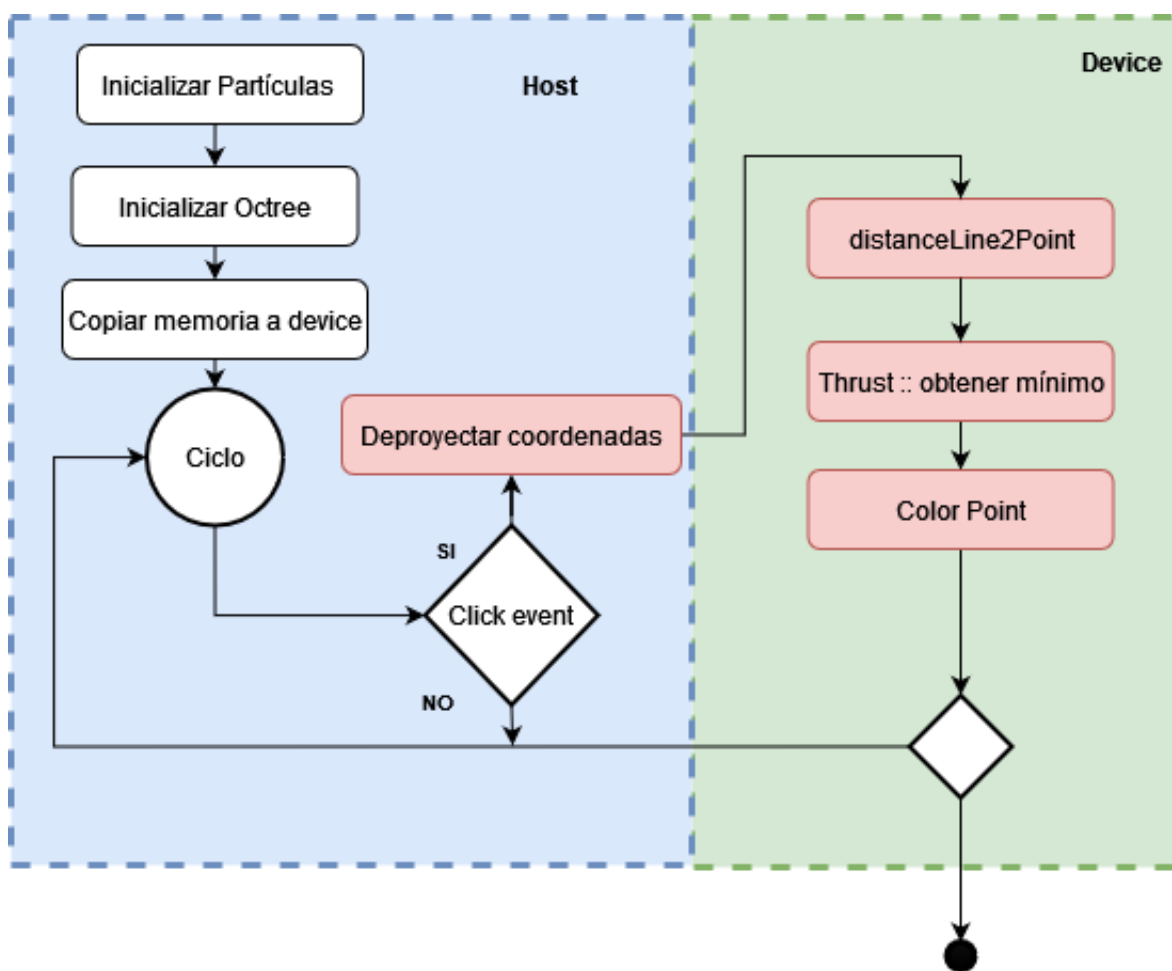 Host
Device
Inicializar Partículas
Inicializar Octree
Copiar memoria a device
Ciclo
Deproyectar coordenadas
SI
Click event
NO
distanceLine2Point
Thrust :: obtener mínimo
Color Point